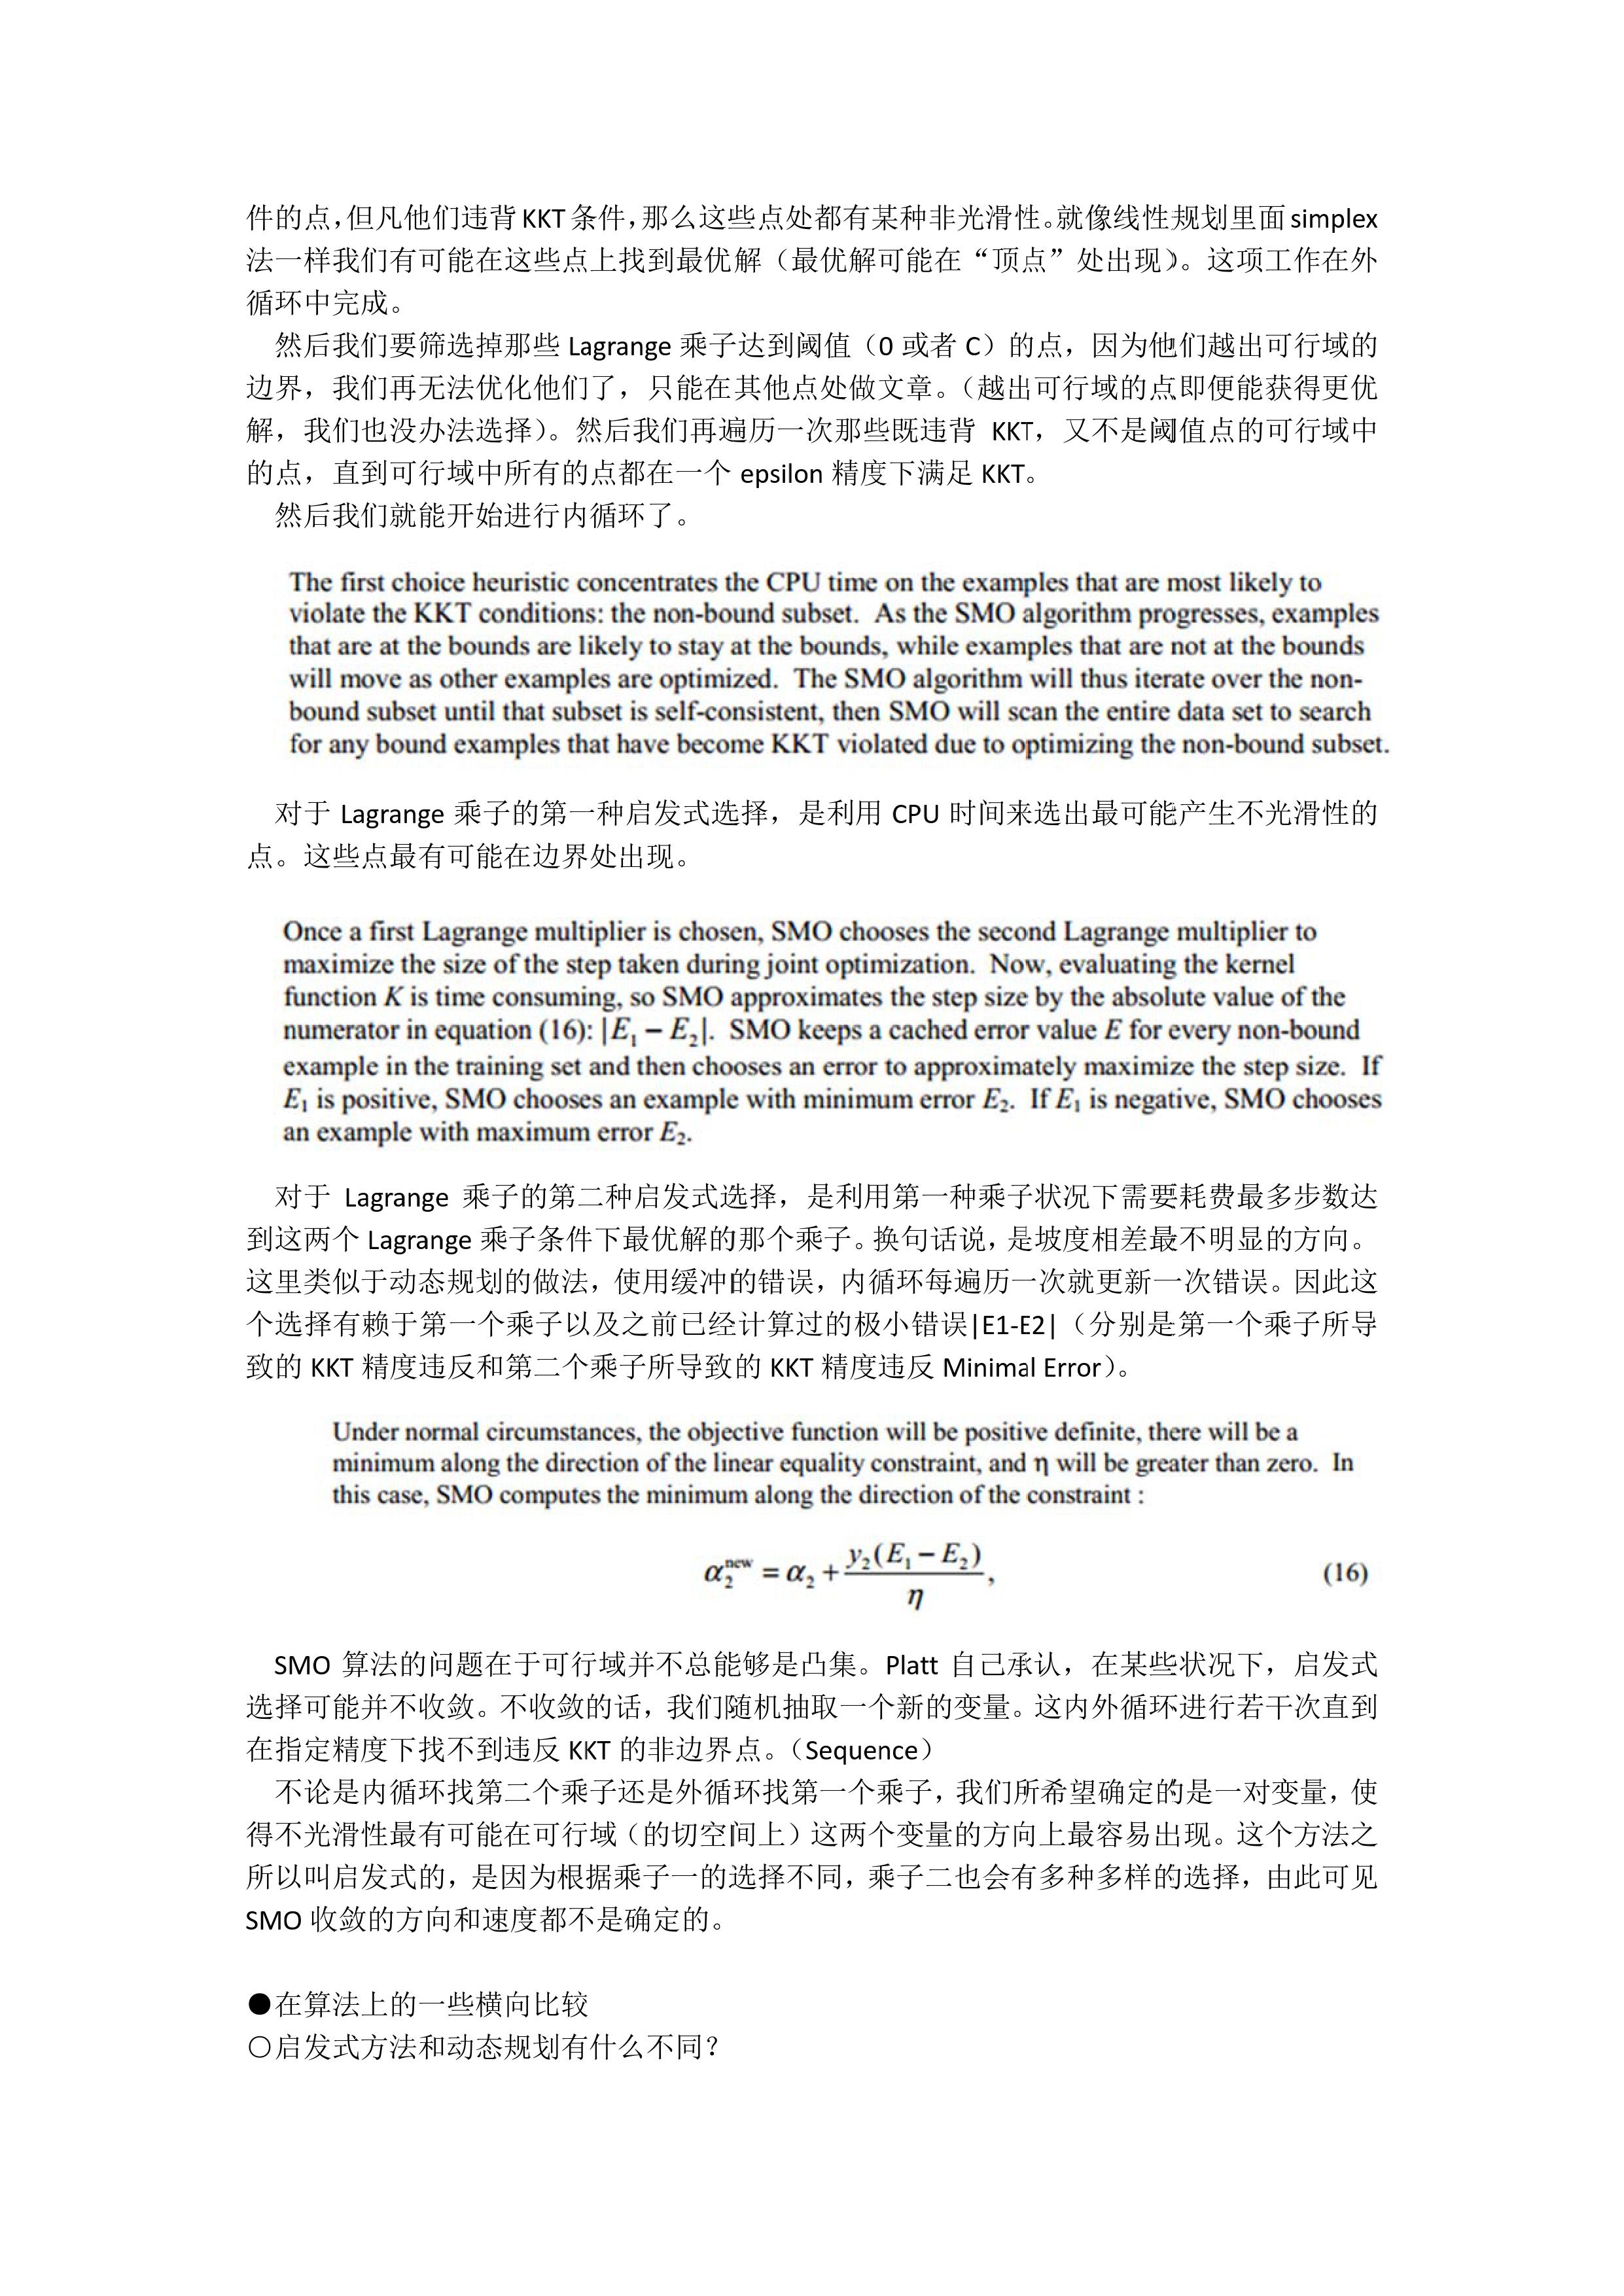 件的点，但凡他们违背 KKT 条件，那么这些点处都有某种非光滑性。就像线性规划里面 simplex
法一样我们有可能在这些点上找到最优解（最优解可能在“顶点”处出现）。这项工作在外
循环中完成。
然后我们要筛选掉那些 Lagrange 乘子达到阈值（0 或者 C）的点，因为他们越出可行域的
边界，我们再无法优化他们了，只能在其他点处做文章。（越出可行域的点即便能获得更优
解，我们也没办法选择）。然后我们再遍历一次那些既违背 KKT，又不是阈值点的可行域中
的点，直到可行域中所有的点都在一个 epsilon 精度下满足 KKT。
然后我们就能开始进行内循环了。
The first choice heuristic concentrates the CPU time on the examples that are most likely to
violate the KKT conditions: the non-bound subset. As the SMO algorithm progresses, examples
that are at the bounds are likely to stay at the bounds, while examples that are not at the bounds
will move as other examples are optimized. The SMO algorithm will thus iterate over the non-
bound subset until that subset is self-consistent, then SMO will scan the entire data set to search
for any bound examples that have become KKT violated due to optimizing the non-bound subset.
对于 Lagrange 乘子的第一种启发式选择，是利用 CPU 时间来选出最可能产生不光滑性的
点。这些点最有可能在边界处出现。
Once a first Lagrange multiplier is chosen, SMO chooses the second Lagrange multiplier to
maximize the size of the step taken during joint optimization. Now, evaluating the kernel
function K is time consuming, so SMO approximates the step size by the absolute value of the
numerator in equation (16): |E₁ − E₂|. SMO keeps a cached error value E for every non-bound
example in the training set and then chooses an error to approximately maximize the step size. If
E₁ is positive, SMO chooses an example with minimum error E₂. If E₁ is negative, SMO chooses
an example with maximum error E₂.
对于 Lagrange 乘子的第二种启发式选择，是利用第一种乘子状况下需要耗费最多步数达
到这两个 Lagrange 乘子条件下最优解的那个乘子。换句话说，是坡度相差最不明显的方向。
这里类似于动态规划的做法，使用缓冲的错误，内循环每遍历一次就更新一次错误。因此这
个选择有赖于第一个乘子以及之前已经计算过的极小错误|E1-E2|（分别是第一个乘子所导
致的 KKT 精度违反和第二个乘子所导致的 KKT 精度违反 Minimal Error）。
Under normal circumstances, the objective function will be positive definite, there will be a
minimum along the direction of the linear equality constraint, and η will be greater than zero. In
this case, SMO computes the minimum along the direction of the constraint :
α₂^new = α₂ + y₂(E₁ − E₂) / η, (16)
SMO 算法的问题在于可行域并不总能够是凸集。Platt 自己承认，在某些状况下，启发式
选择可能并不收敛。不收敛的话，我们随机抽取一个新的变量。这内外循环进行若干次直到
在指定精度下找不到违反 KKT 的非边界点。（Sequence）
不论是内循环找第二个乘子还是外循环找第一个乘子，我们所希望确定的是一对变量，使
得不光滑性最有可能在可行域（的切空间上）这两个变量的方向上最容易出现。这个方法之
所以叫启发式的，是因为根据乘子一的选择不同，乘子二也会有多种多样的选择，由此可见
SMO 收敛的方向和速度都不是确定的。
●在算法上的一些横向比较
○启发式方法和动态规划有什么不同？